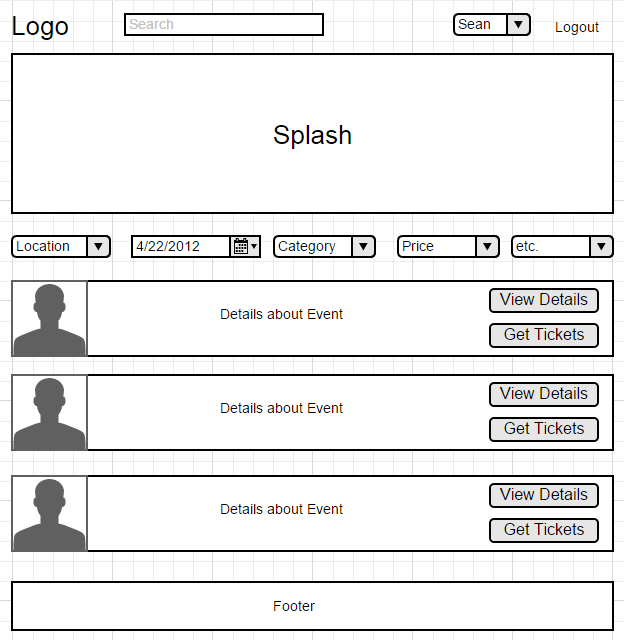 Logo
Search
Sean
Logout
Splash
Location
4/22/2012
Category
Price
etc.
Details about Event
View Details
Get Tickets
Details about Event
View Details
Get Tickets
Details about Event
View Details
Get Tickets
Footer